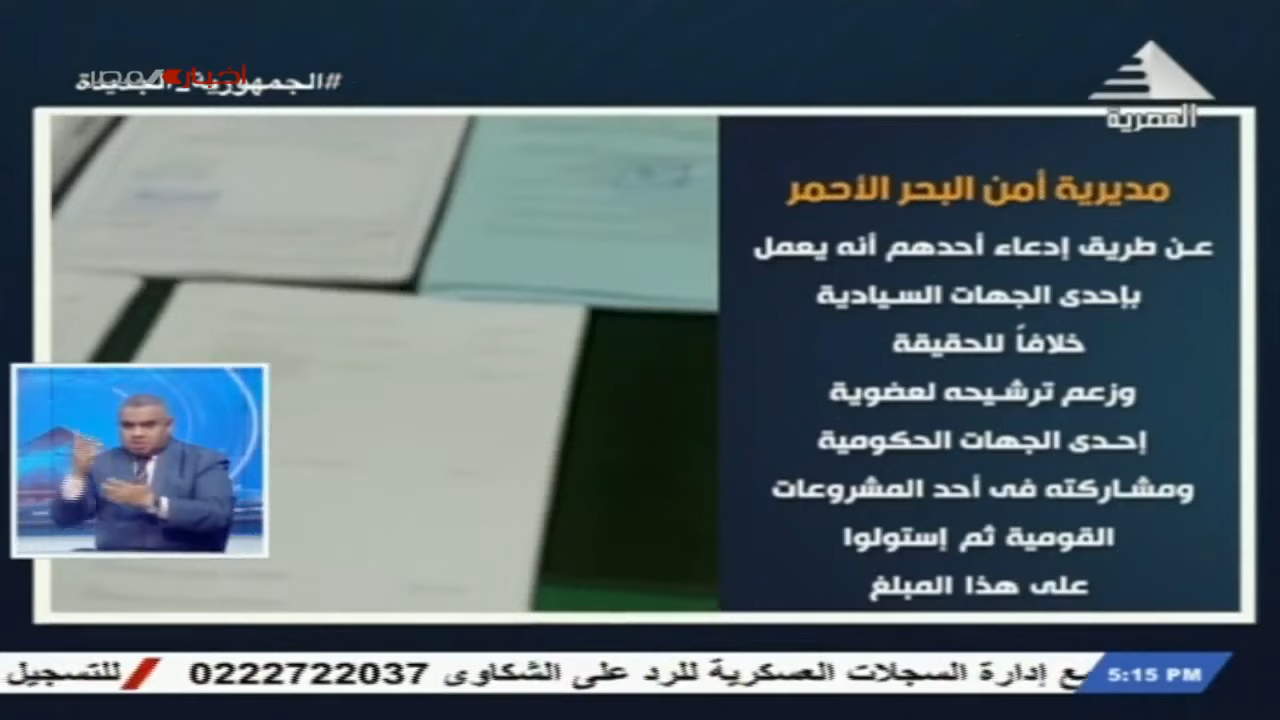 #الجمهورية_الجديدة
أخبار مصر
المصرية
مديرية أمن البحر الأحمر
عن طريق إدعاء أحدهم أنه يعمل
بإحدى الجهات السيادية
خلافاً للحقيقة
وزعم ترشيحه لعضوية
إحدى الجهات الحكومية
ومشاركته فى أحد المشروعات
القومية ثم إستولوا
على هذا المبلغ
5:15 PM
ع إدارة السجلات العسكرية للرد على الشكاوى 0222722037 / للتسجيل